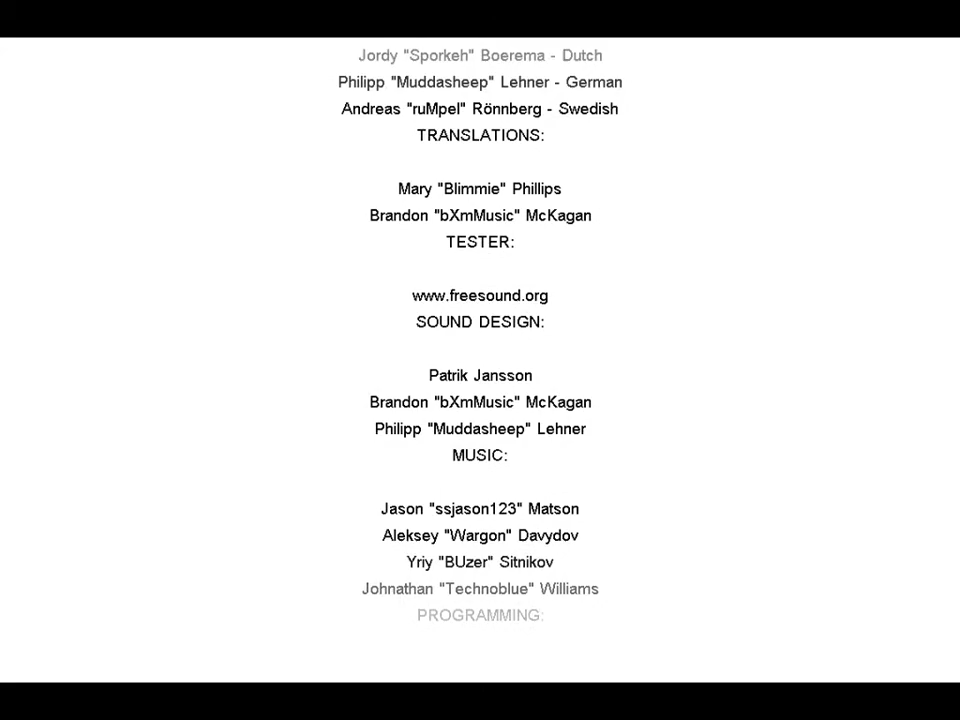 Jordy "Sporkeh" Boerema - Dutch
Philipp "Muddasheep" Lehner - German
Andreas "ruMpel" Rönnberg - Swedish
TRANSLATIONS:
Mary "Blimmie" Phillips
Brandon "bXmMusic" McKagan
TESTER:
www.freesound.org
SOUND DESIGN:
Patrik Jansson
Brandon "bXmMusic" McKagan
Philipp "Muddasheep" Lehner
MUSIC:
Jason "ssjason123" Matson
Aleksey "Wargon" Davydov
Yriy "BUzer" Sitnikov
Johnathan "Technoblue" Williams
PROGRAMMING: